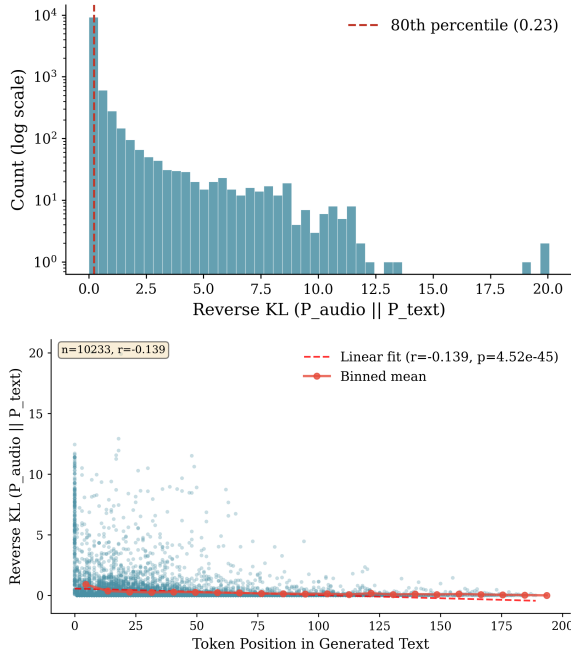 10⁴
10³
10²
10¹
10⁰
Count (log scale)
80th percentile (0.23)
0.0 2.5 5.0 7.5 10.0 12.5 15.0 17.5 20.0
Reverse KL (P_audio || P_text)
n=10233, r=-0.139
Linear fit (r=-0.139, p=4.52e-45)
Binned mean
20
15
10
5
0
Reverse KL (P_audio || P_text)
0 25 50 75 100 125 150 175 200
Token Position in Generated Text